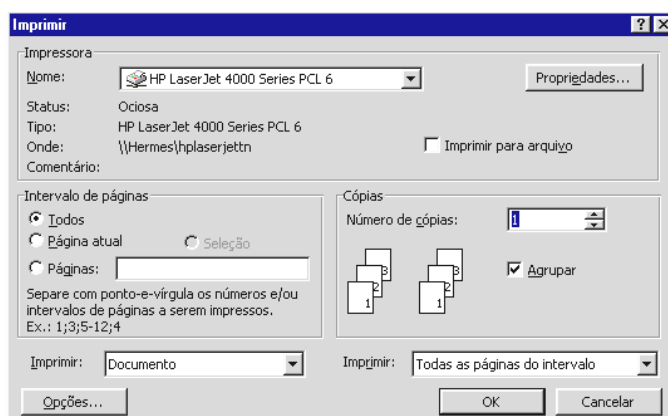 Imprimir
Impressora
Nome: HP LaserJet 4000 Series PCL 6 Propriedades...
Status: Ociosa
Tipo: HP LaserJet 4000 Series PCL 6
Onde: \\Hermes\hplaserjettn Imprimir para arquivo
Comentário:
Intervalo de páginas Cópias
Todos Número de cópias: 1
Página atual Seleção
Páginas:
Agrupar
3 3
2 2
1 1
Separe com ponto-e-vírgula os números e/ou
intervalos de páginas a serem impressos.
Ex.: 1;3;5-12;4
Imprimir: Documento Imprimir: Todas as páginas do intervalo
Opções... OK Cancelar